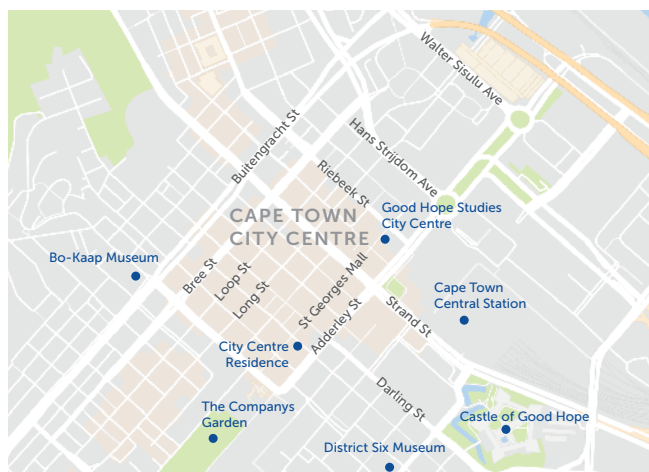 Walter Sisulu Ave
Buitengracht St
Hans Strijdom Ave
Riebeek St
CAPE TOWN
CITY CENTRE
Good Hope Studies
City Centre
Bo-Kaap Museum
Bree St
Loop St
Long St
St Georges Mall
Adderley St
Strand St
Cape Town
Central Station
City Centre
Residence
Darling St
The Companys
Garden
Castle of Good Hope
District Six Museum